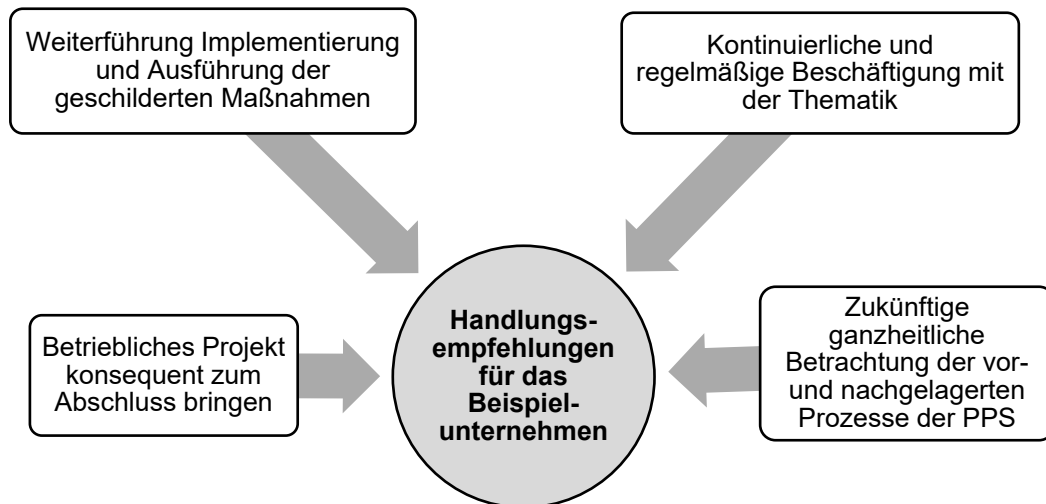 Weiterführung Implementierung
und Ausführung der
geschilderten Maßnahmen
Kontinuierliche und
regelmäßige Beschäftigung mit
der Thematik
Betriebliches Projekt
konsequent zum
Abschluss bringen
Handlungs-
empfehlungen
für das
Beispiel-
unternehmen
Zukünftige
ganzheitliche
Betrachtung der vor-
und nachgelagerten
Prozesse der PPS